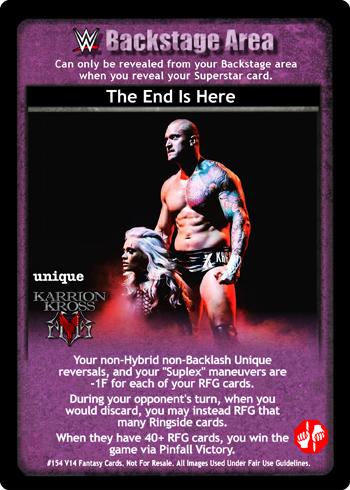 W
Backstage Area
Can only be revealed from your Backstage area
when you reveal your Superstar card.
The End Is Here
unique
KARRION
KROSS
Your non-Hybrid non-Backlash Unique
reversals, and your "Suplex" maneuvers are
-1F for each of your RFG cards.
During your opponent's turn, when you
would discard, you may instead RFG that
many Ringside cards.
When they have 40+ RFG cards, you win the
game via Pinfall Victory.
#154 V14 Fantasy Cards. Not For Resale. All Images Used Under Fair Use Guidelines.